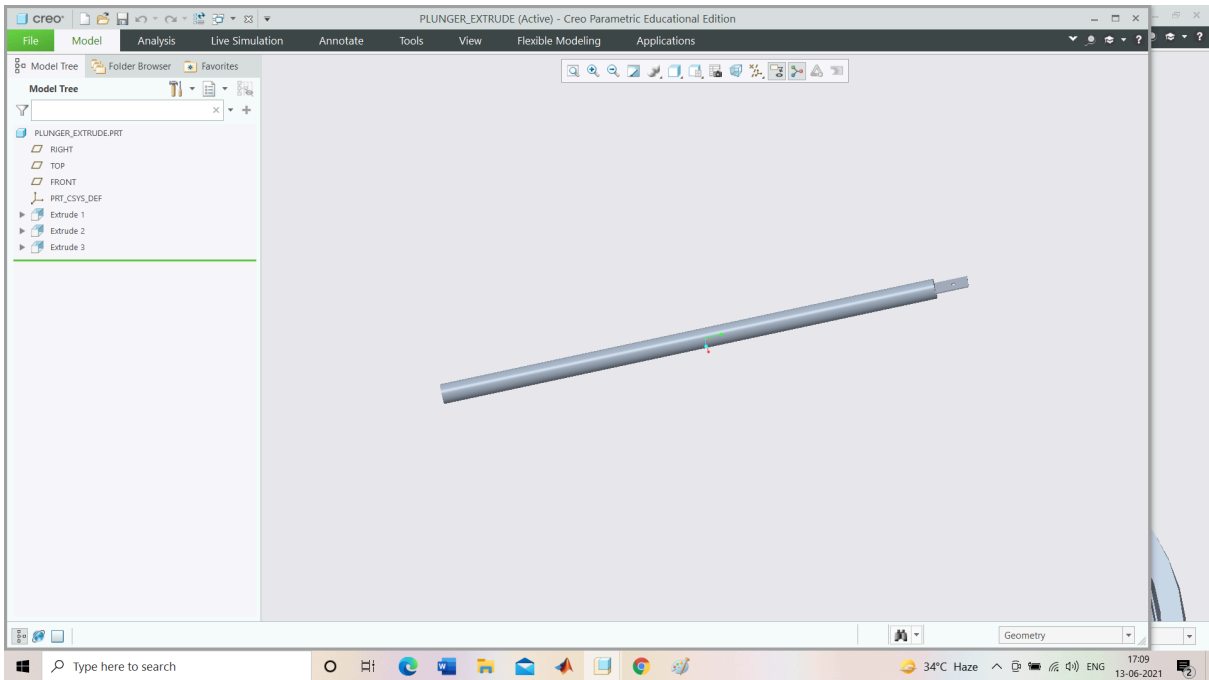 creo PLUNGER_EXTRUDE (Active) - Creo Parametric Educational Edition
File Model Analysis Live Simulation Annotate Tools View Flexible Modeling Applications
Model Tree Folder Browser Favorites
Model Tree
PLUNGER_EXTRUDE.PRT
RIGHT
TOP
FRONT
PRT_CSYS_DEF
Extrude 1
Extrude 2
Extrude 3
Geometry
Type here to search
34°C Haze
ENG
17:09
13-06-2021
2